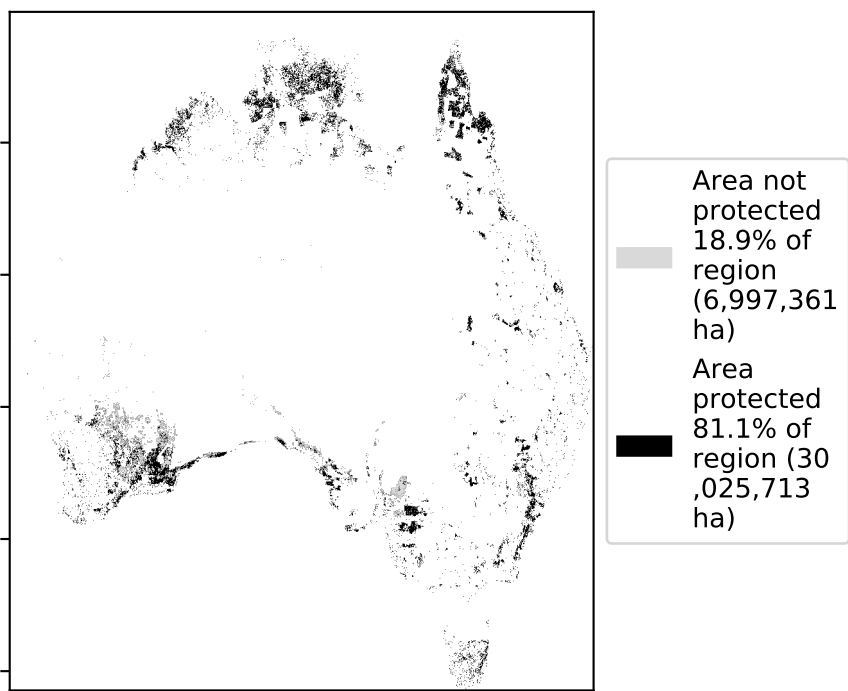 Area not
protected
18.9% of
region
(6,997,361
ha)
Area
protected
81.1% of
region (30
,025,713
ha)